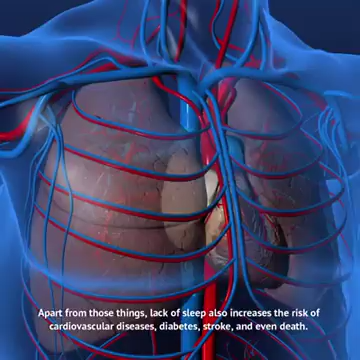 Apart from those things, lack of sleep also increases the risk of
cardiovascular diseases, diabetes, stroke, and even death.